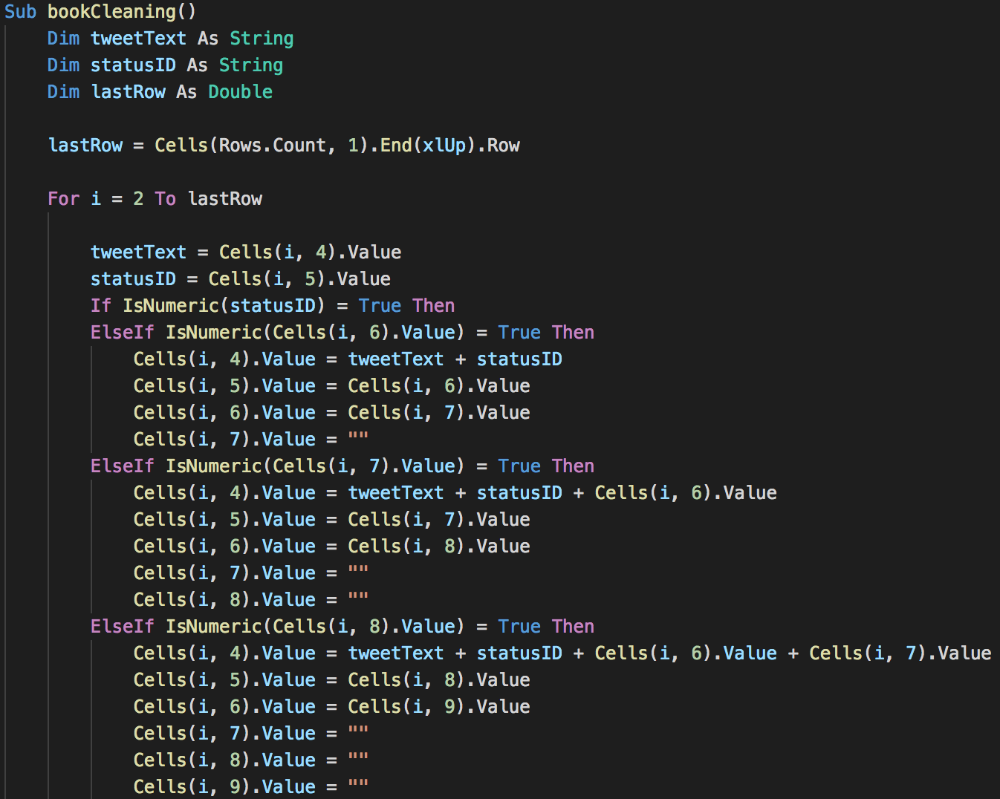 Sub bookCleaning()
    Dim tweetText As String
    Dim statusID As String
    Dim lastRow As Double

    lastRow = Cells(Rows.Count, 1).End(xlUp).Row

    For i = 2 To lastRow

        tweetText = Cells(i, 4).Value
        statusID = Cells(i, 5).Value
        If IsNumeric(statusID) = True Then
        ElseIf IsNumeric(Cells(i, 6).Value) = True Then
            Cells(i, 4).Value = tweetText + statusID
            Cells(i, 5).Value = Cells(i, 6).Value
            Cells(i, 6).Value = Cells(i, 7).Value
            Cells(i, 7).Value = ""
        ElseIf IsNumeric(Cells(i, 7).Value) = True Then
            Cells(i, 4).Value = tweetText + statusID + Cells(i, 6).Value
            Cells(i, 5).Value = Cells(i, 7).Value
            Cells(i, 6).Value = Cells(i, 8).Value
            Cells(i, 7).Value = ""
            Cells(i, 8).Value = ""
        ElseIf IsNumeric(Cells(i, 8).Value) = True Then
            Cells(i, 4).Value = tweetText + statusID + Cells(i, 6).Value + Cells(i, 7).Value
            Cells(i, 5).Value = Cells(i, 8).Value
            Cells(i, 6).Value = Cells(i, 9).Value
            Cells(i, 7).Value = ""
            Cells(i, 8).Value = ""
            Cells(i, 9).Value = ""